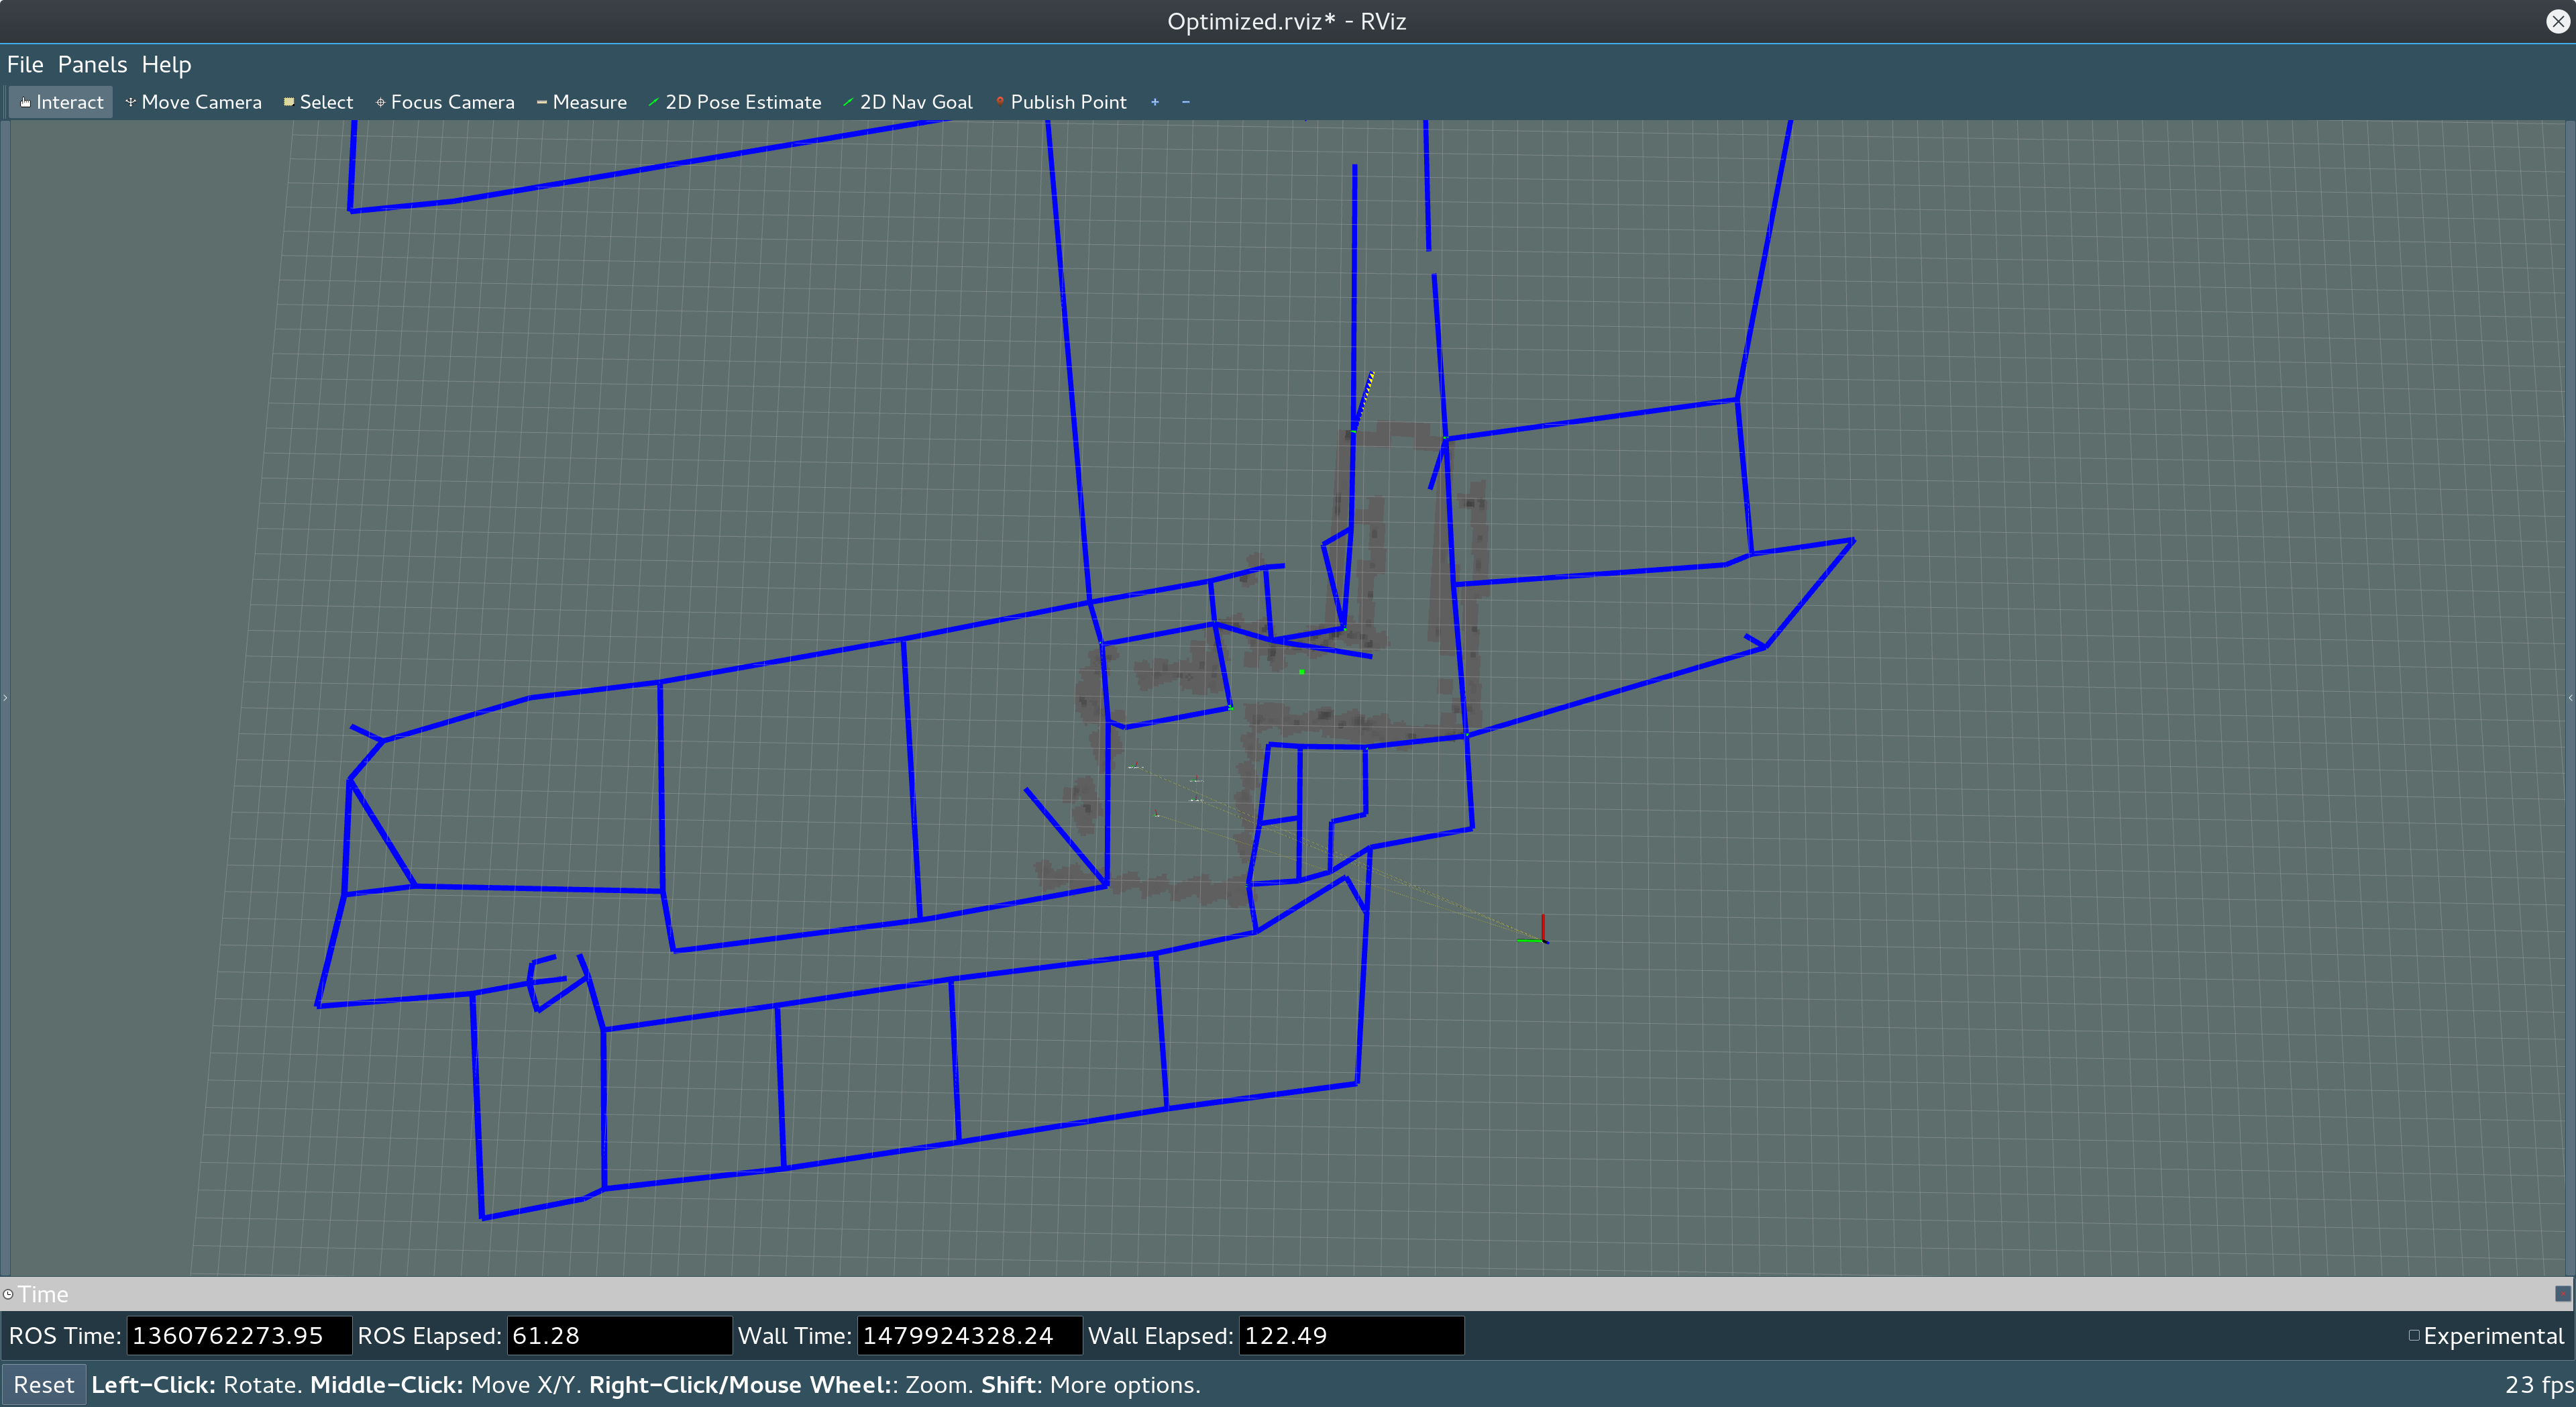 Optimized.rviz* - RViz
File Panels Help
Interact Move Camera Select Focus Camera Measure 2D Pose Estimate 2D Nav Goal Publish Point + −
Time
ROS Time: 1360762273.95 ROS Elapsed: 61.28 Wall Time: 1479924328.24 Wall Elapsed: 122.49 Experimental
Reset Left-Click: Rotate. Middle-Click: Move X/Y. Right-Click/Mouse Wheel:: Zoom. Shift: More options. 23 fps